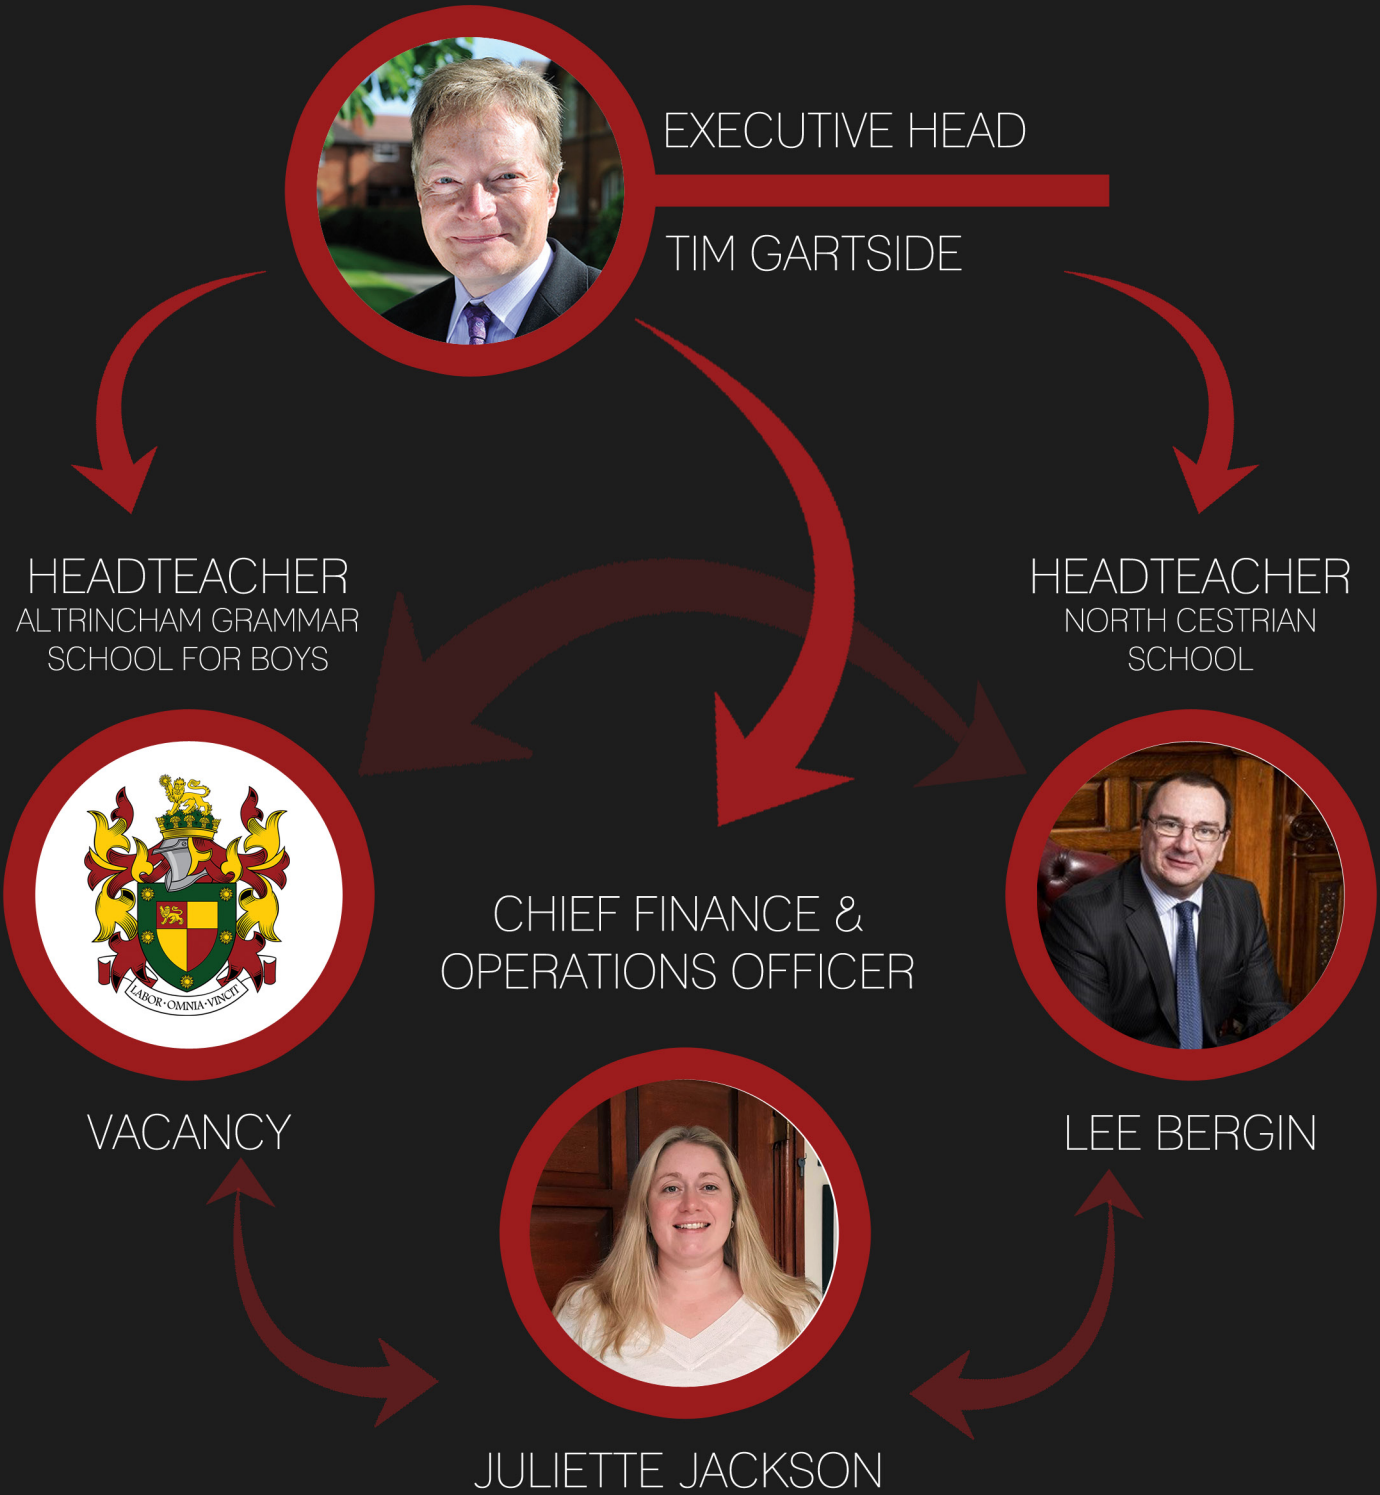 EXECUTIVE HEAD
TIM GARTSIDE
HEADTEACHER
ALTRINCHAM GRAMMAR
SCHOOL FOR BOYS
HEADTEACHER
NORTH CESTRIAN
SCHOOL
LABOR·OMNIA·VINCIT
CHIEF FINANCE &
OPERATIONS OFFICER
VACANCY
LEE BERGIN
JULIETTE JACKSON